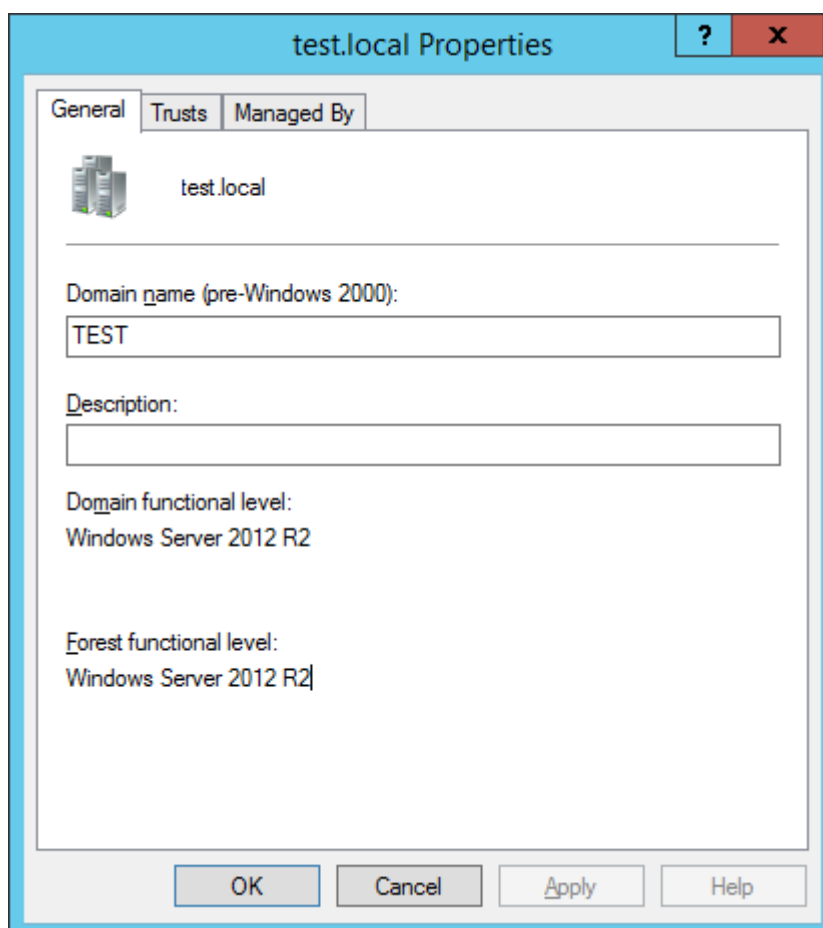 test.local Properties
?
x
General Trusts Managed By
test.local
Domain name (pre-Windows 2000):
TEST
Description:
Domain functional level:
Windows Server 2012 R2
Forest functional level:
Windows Server 2012 R2
OK Cancel Apply Help